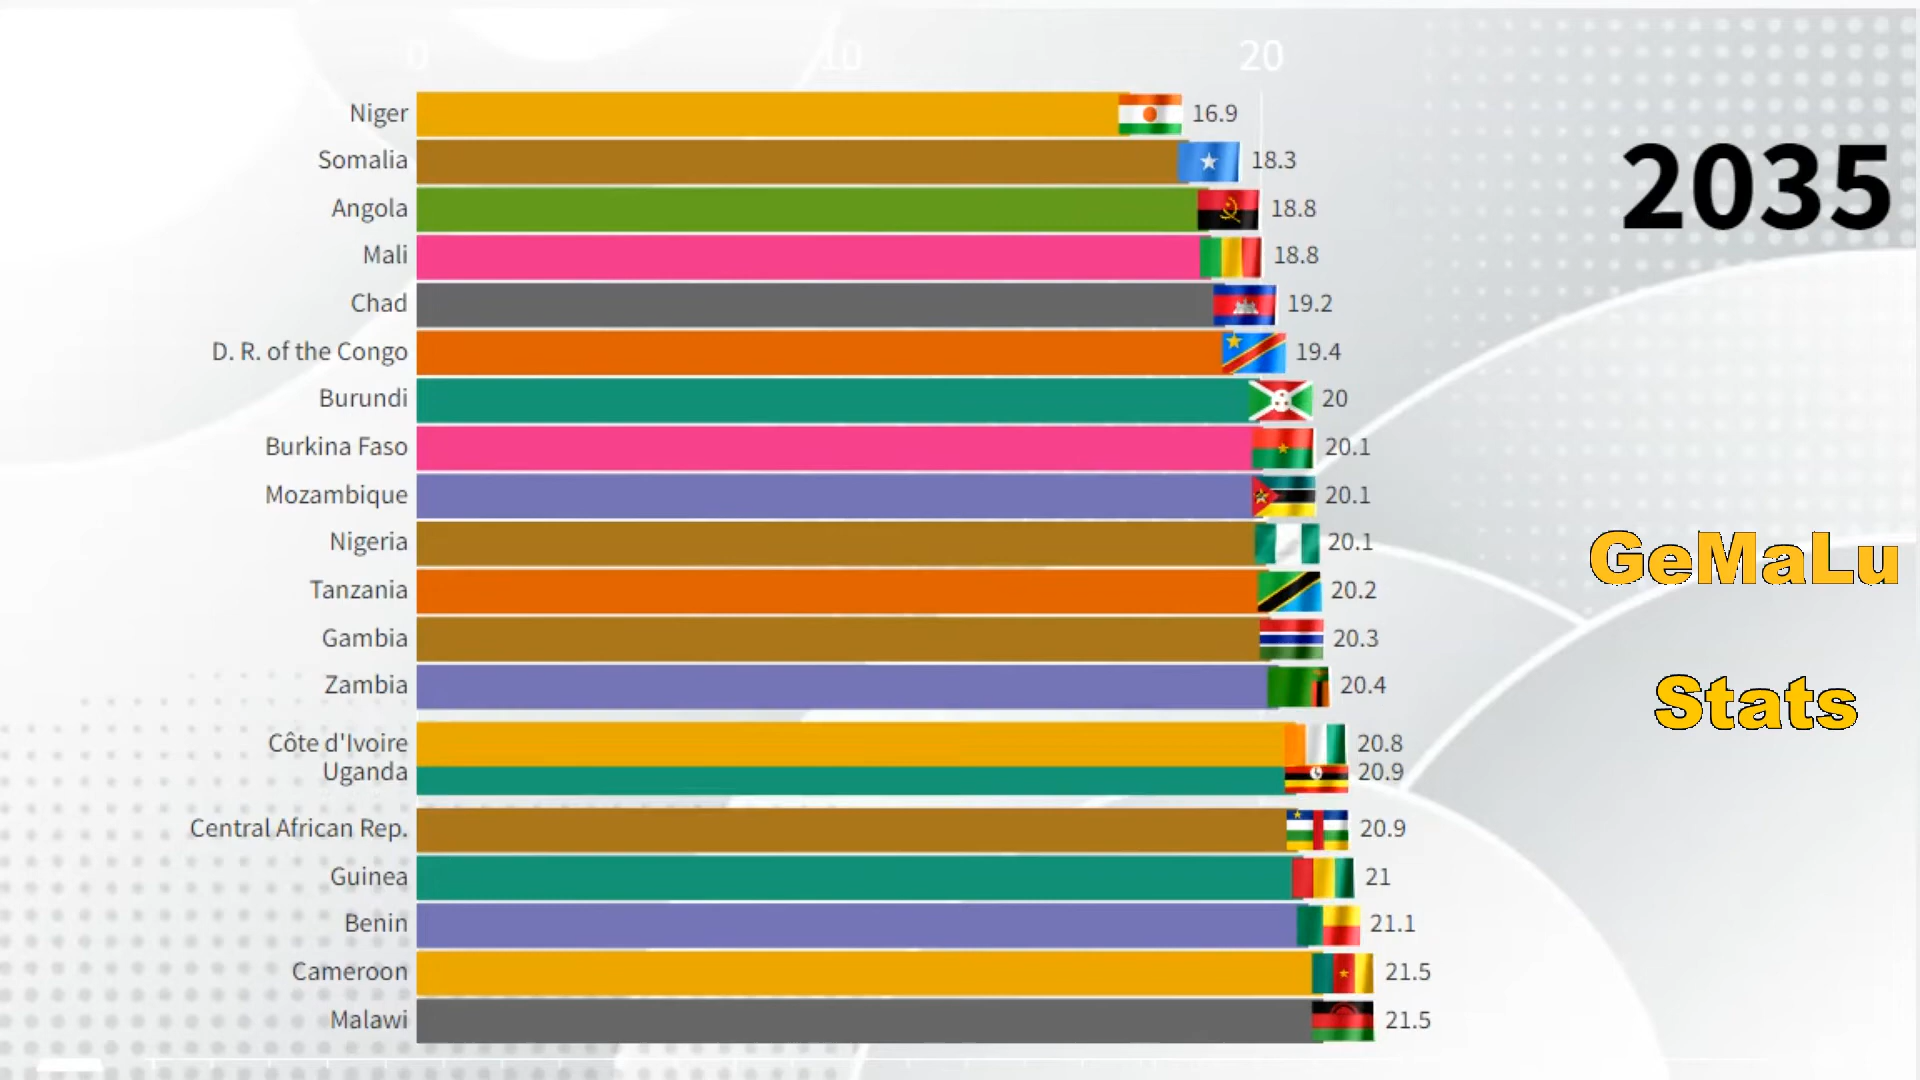 0 10 20
Niger 16.9
Somalia 18.3
Angola 18.8
Mali 18.8
Chad 19.2
D. R. of the Congo 19.4
Burundi 20
Burkina Faso 20.1
Mozambique 20.1
Nigeria 20.1
Tanzania 20.2
Gambia 20.3
Zambia 20.4
Côte d'Ivoire 20.8
Uganda 20.9
Central African Rep. 20.9
Guinea 21
Benin 21.1
Cameroon 21.5
Malawi 21.5
2035
GeMaLu
Stats